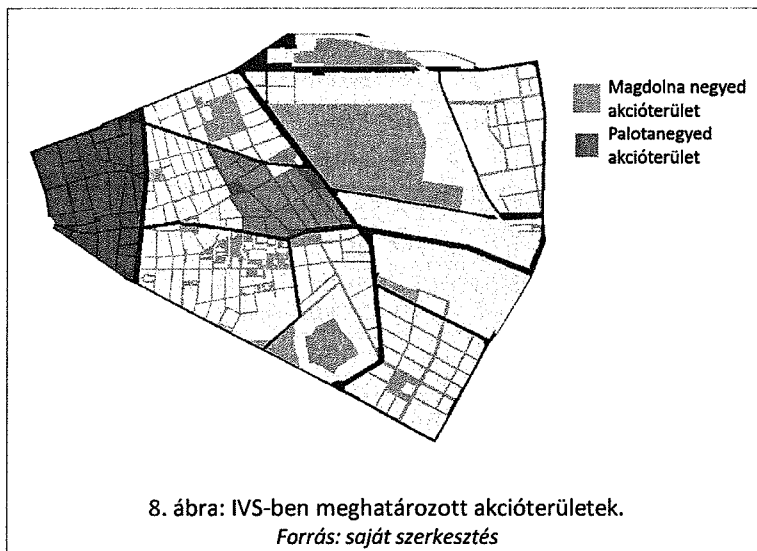 Magdolna negyed
akcióterület
Palotanegyed
akcióterület
8. ábra: IVS-ben meghatározott akcióterületek.
Forrás: saját szerkesztés